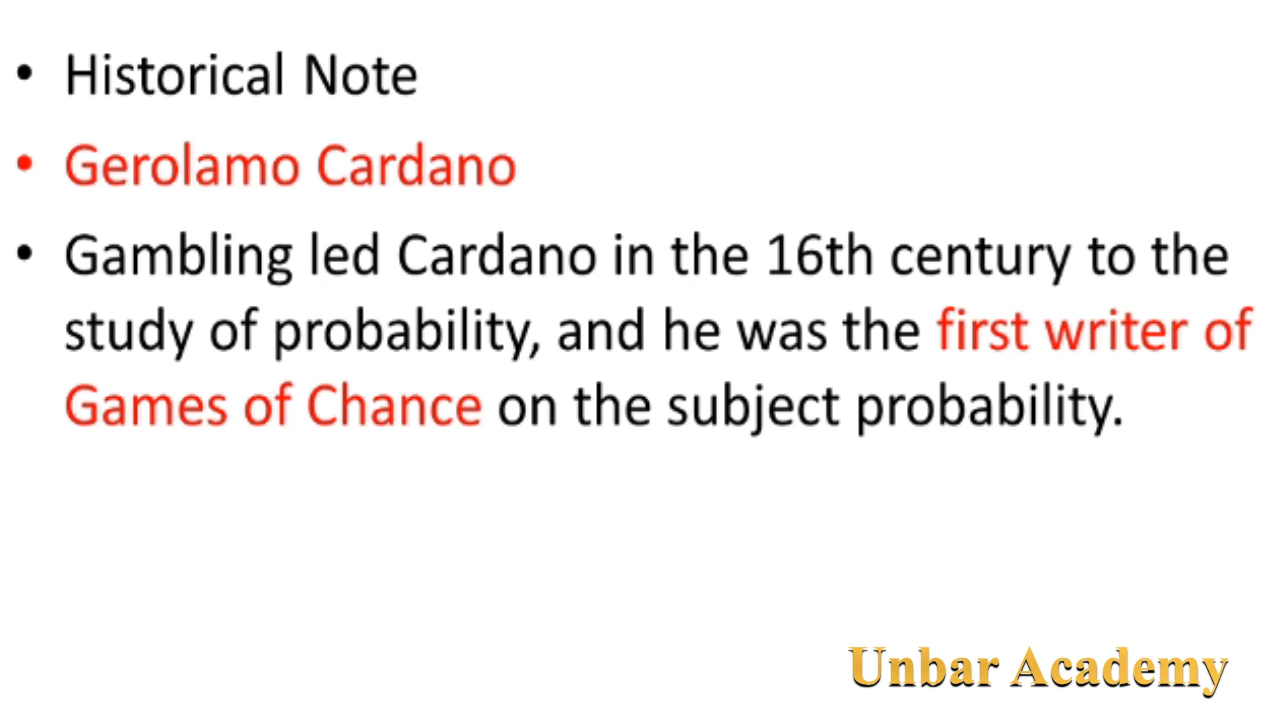 • Historical Note
• Gerolamo Cardano
• Gambling led Cardano in the 16th century to the
study of probability, and he was the first writer of
Games of Chance on the subject probability.
Unbar Academy